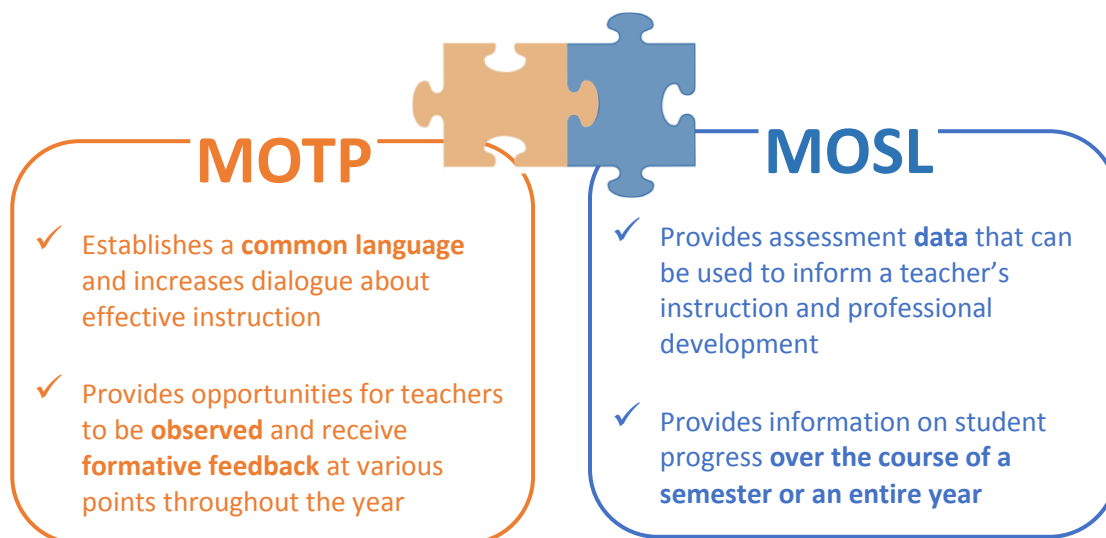 MOTP
✓ Establishes a common language
and increases dialogue about
effective instruction
✓ Provides opportunities for teachers
to be observed and receive
formative feedback at various
points throughout the year
MOSL
✓ Provides assessment data that can
be used to inform a teacher’s
instruction and professional
development
✓ Provides information on student
progress over the course of a
semester or an entire year